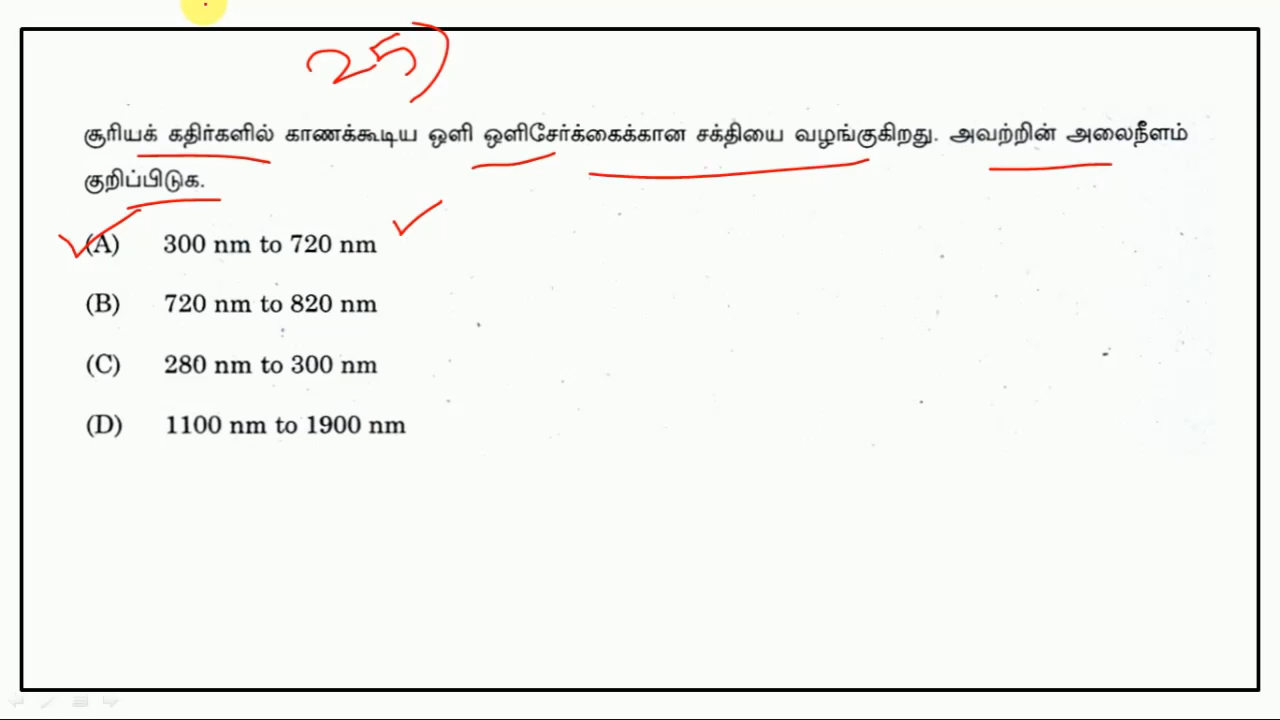 25)
சூரியக் கதிர்களில் காணக்கூடிய ஒளி ஒளிசேர்க்கைக்கான சக்தியை வழங்குகிறது. அவற்றின் அலைநீளம்
குறிப்பிடுக.
(A) 300 nm to 720 nm
(B) 720 nm to 820 nm
(C) 280 nm to 300 nm
(D) 1100 nm to 1900 nm